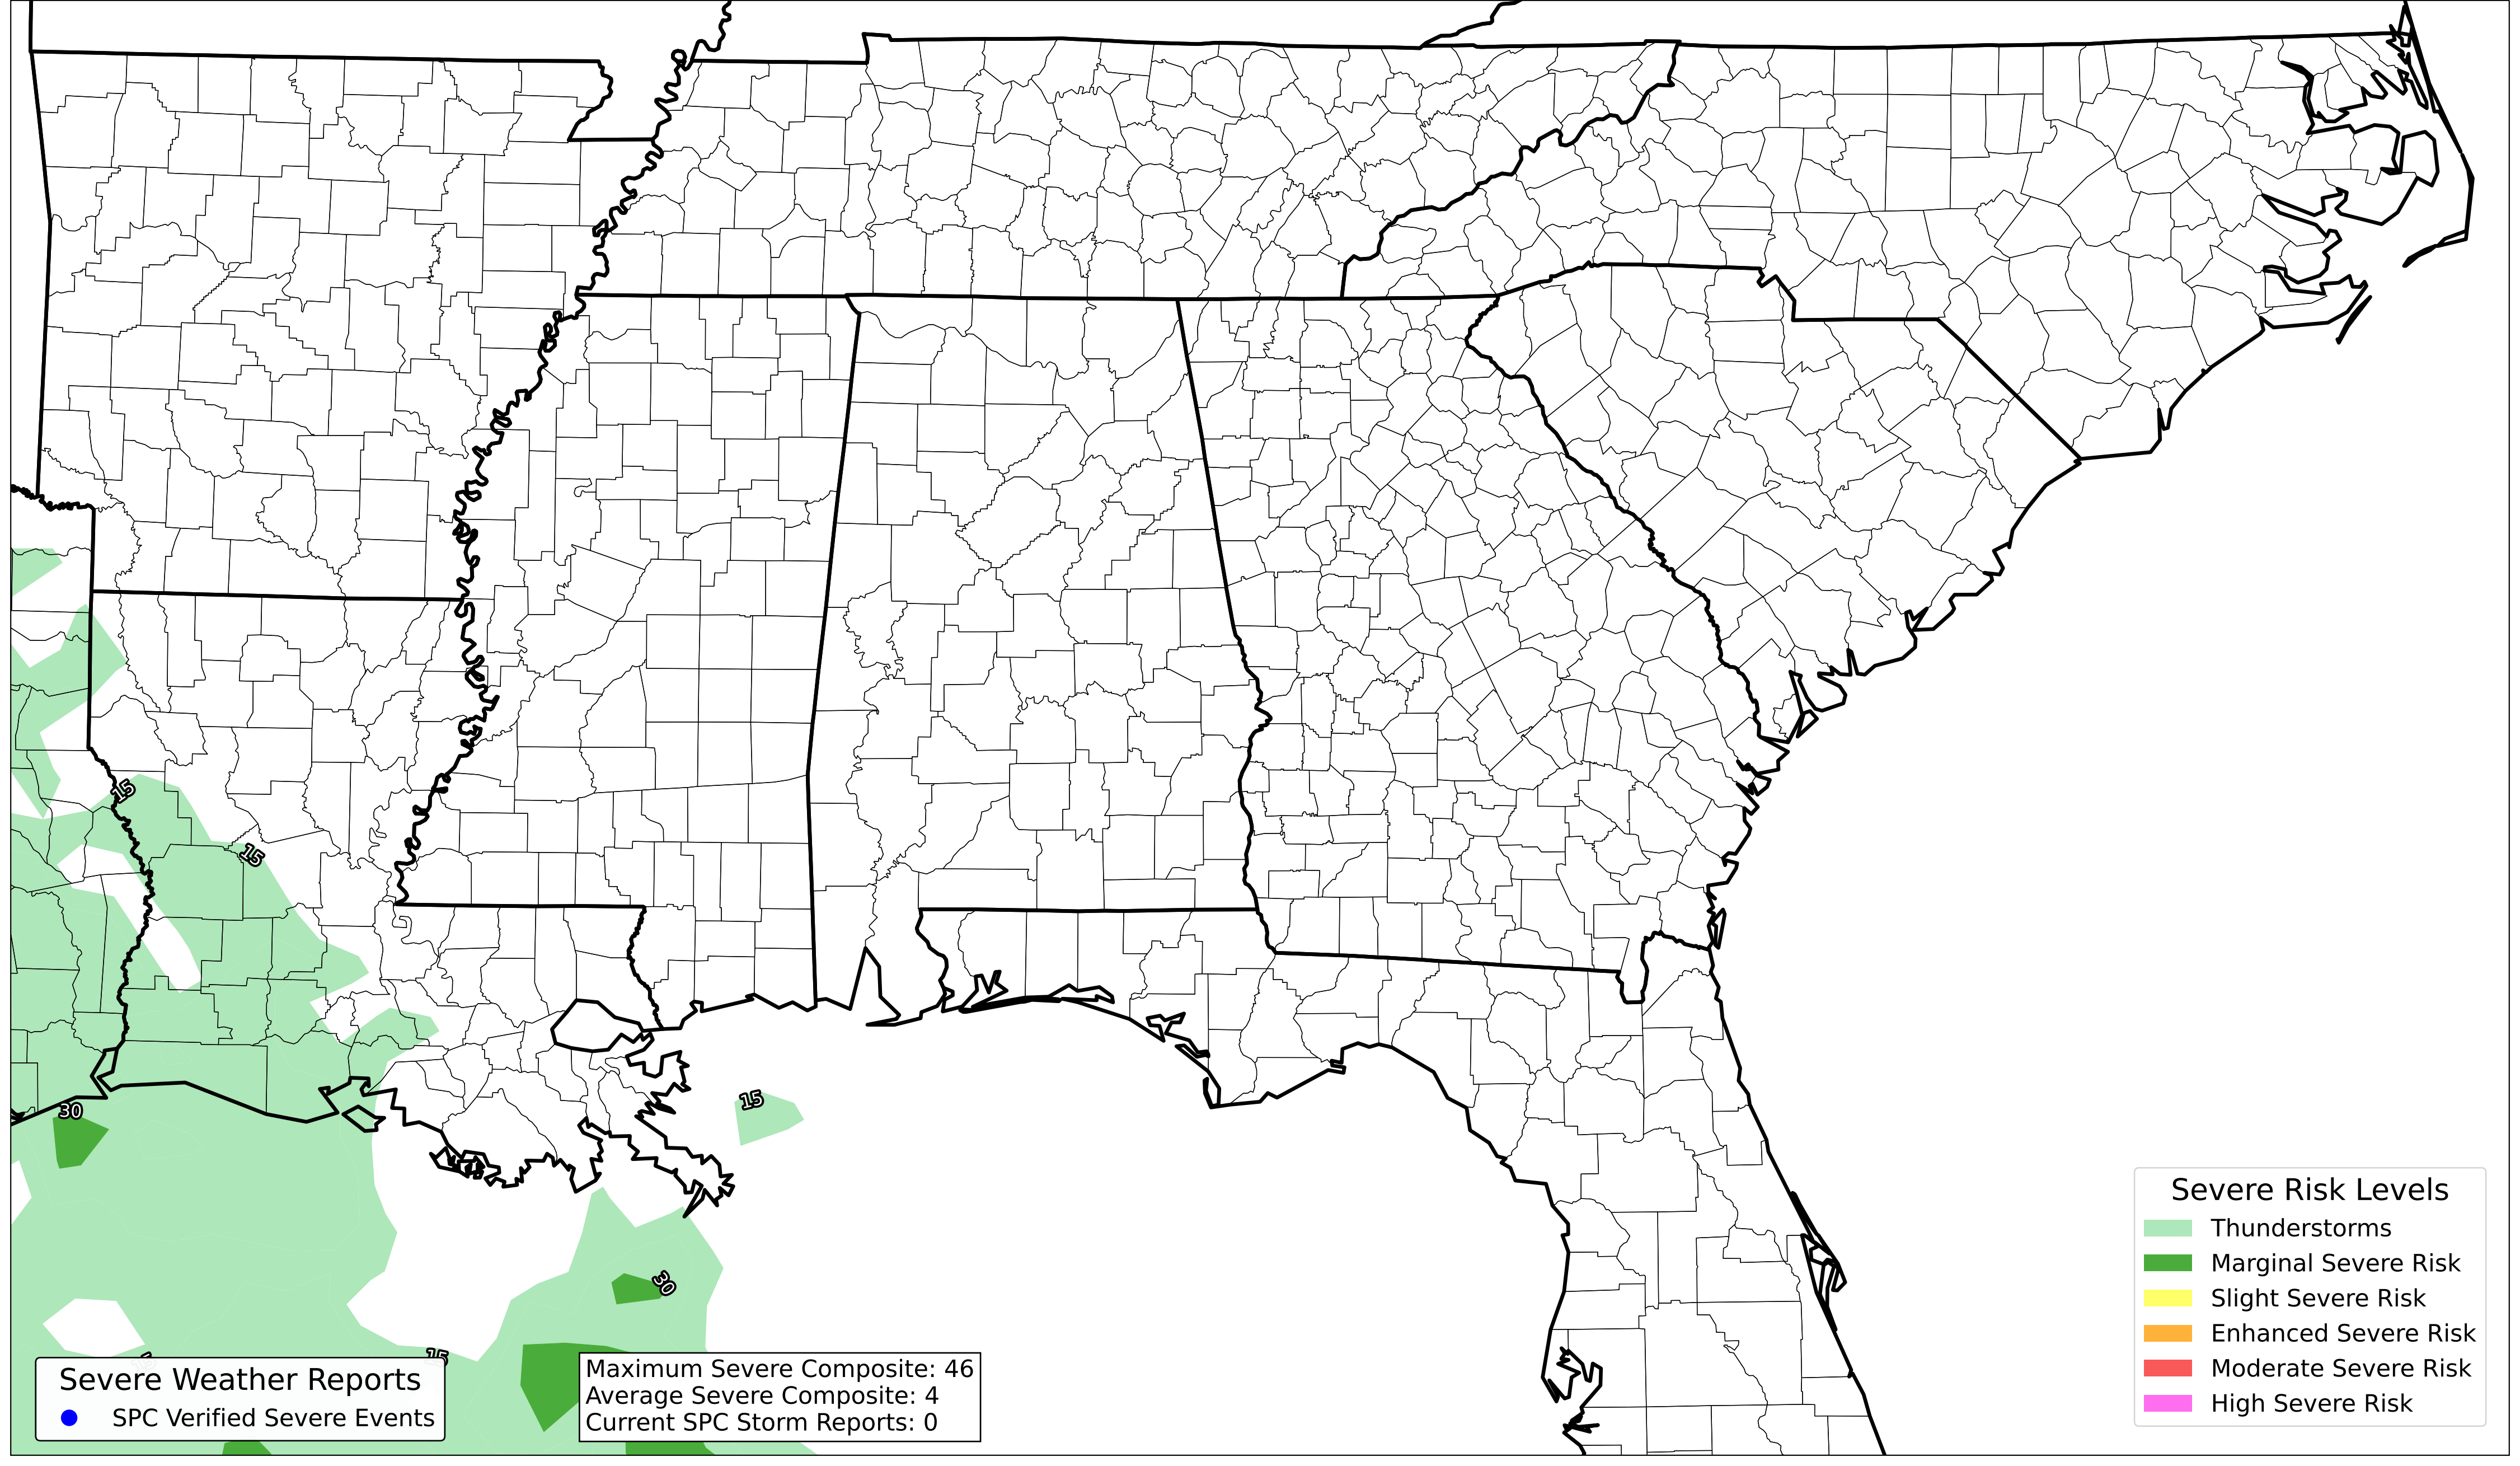 15
15
30
15
30
15
Severe Weather Reports
SPC Verified Severe Events
Maximum Severe Composite: 46
Average Severe Composite: 4
Current SPC Storm Reports: 0
Severe Risk Levels
Thunderstorms
Marginal Severe Risk
Slight Severe Risk
Enhanced Severe Risk
Moderate Severe Risk
High Severe Risk